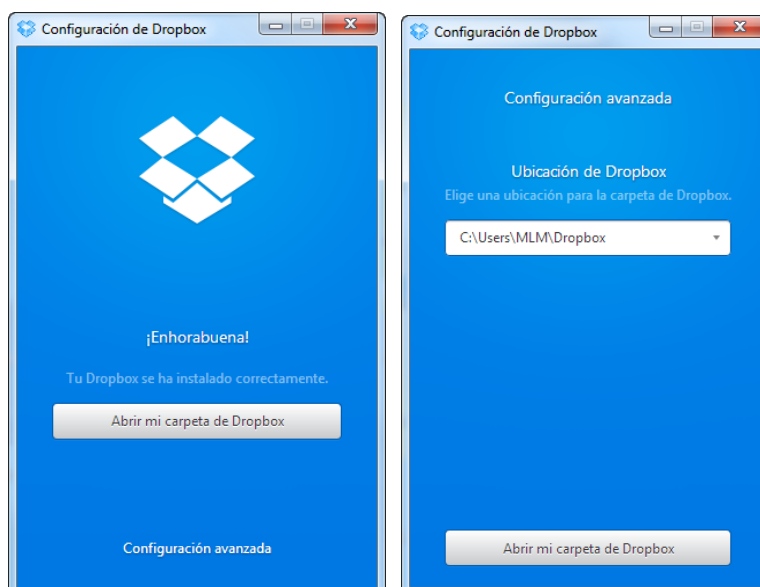 Configuración de Dropbox
¡Enhorabuena!
Tu Dropbox se ha instalado correctamente.
Abrir mi carpeta de Dropbox
Configuración avanzada
Configuración de Dropbox
Configuración avanzada
Ubicación de Dropbox
Elige una ubicación para la carpeta de Dropbox.
C:\Users\MLM\Dropbox
Abrir mi carpeta de Dropbox